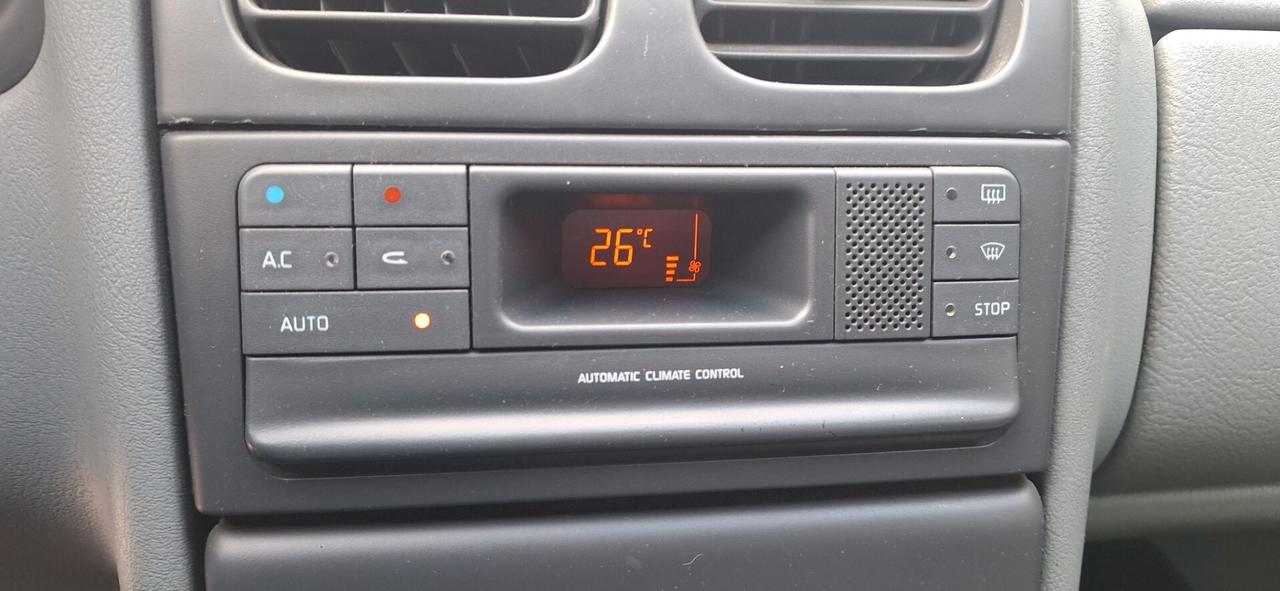 A.C
AUTO
26°C
STOP
AUTOMATIC CLIMATE CONTROL